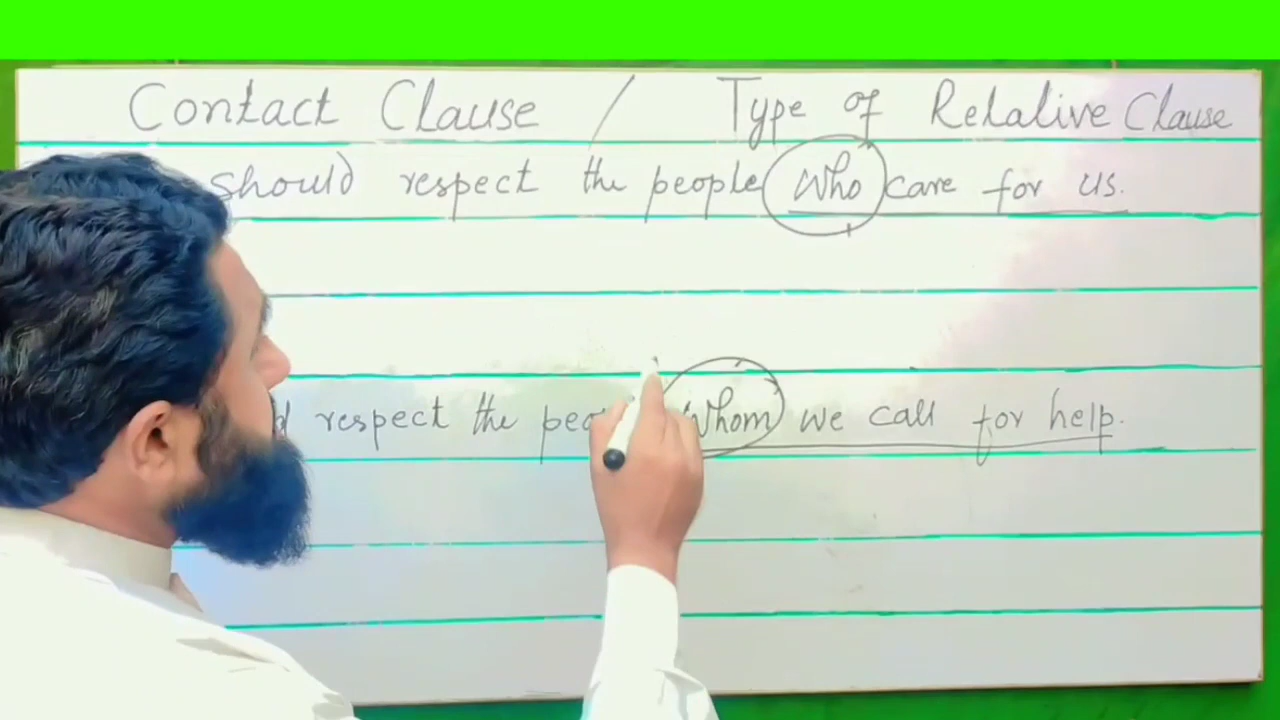 Contact Clause / Type of Relative Clause
should respect the people who care for us.
respect the whom we call for help.